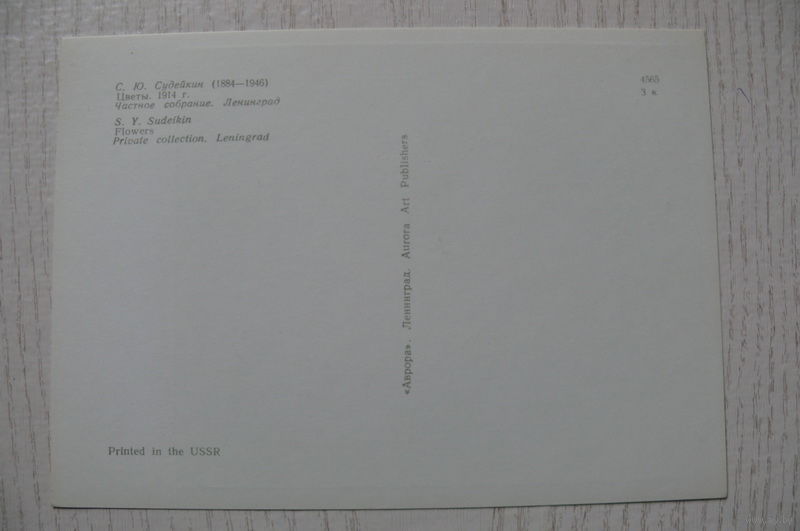 С. Ю. Судейкин (1884—1946)
Цветы. 1914 г.
Частное собрание. Ленинград
S. Y. Sudeikin
Flowers
Private collection. Leningrad
4565
3 к
«Аврора». Ленинград. Aurora Art Publishers
Printed in the USSR